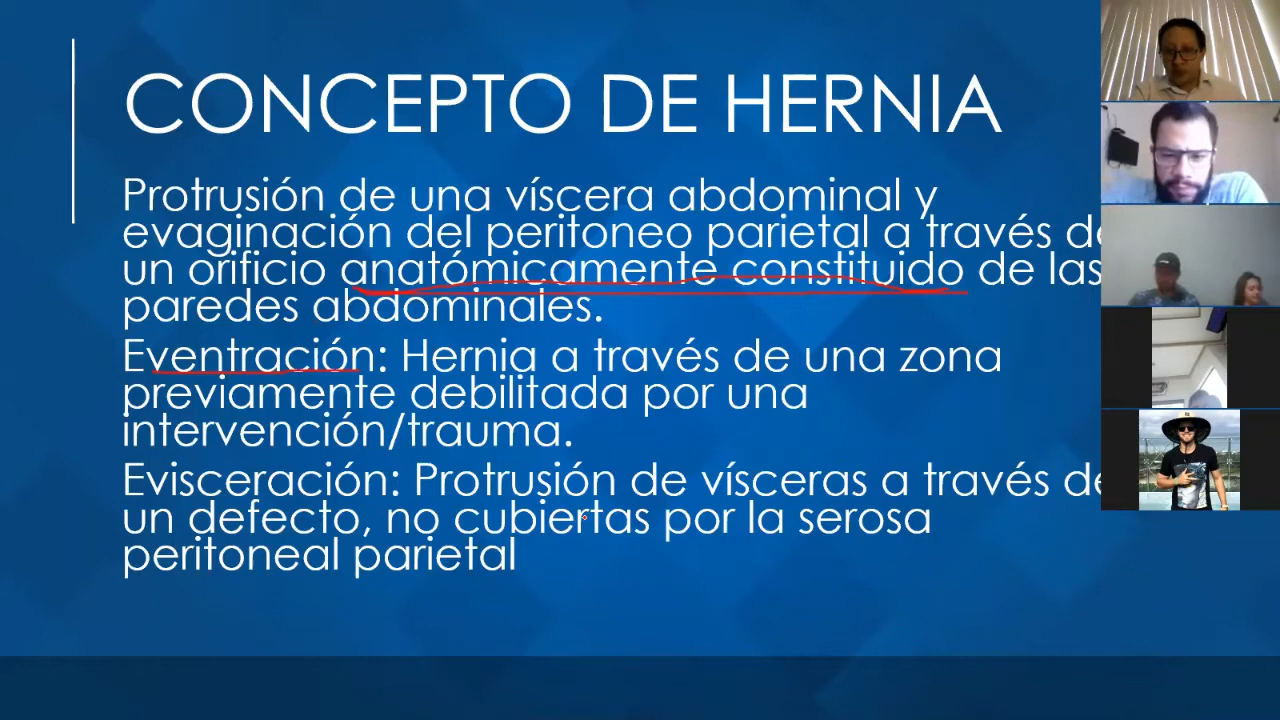 CONCEPTO DE HERNIA
Protrusión de una víscera abdominal y
evaginación del peritoneo parietal a través de
un orificio anatómicamente constituido de las
paredes abdominales.
Eventración: Hernia a través de una zona
previamente debilitada por una
intervención/trauma.
Evisceración: Protrusión de vísceras a través de
un defecto, no cubiertas por la serosa
peritoneal parietal